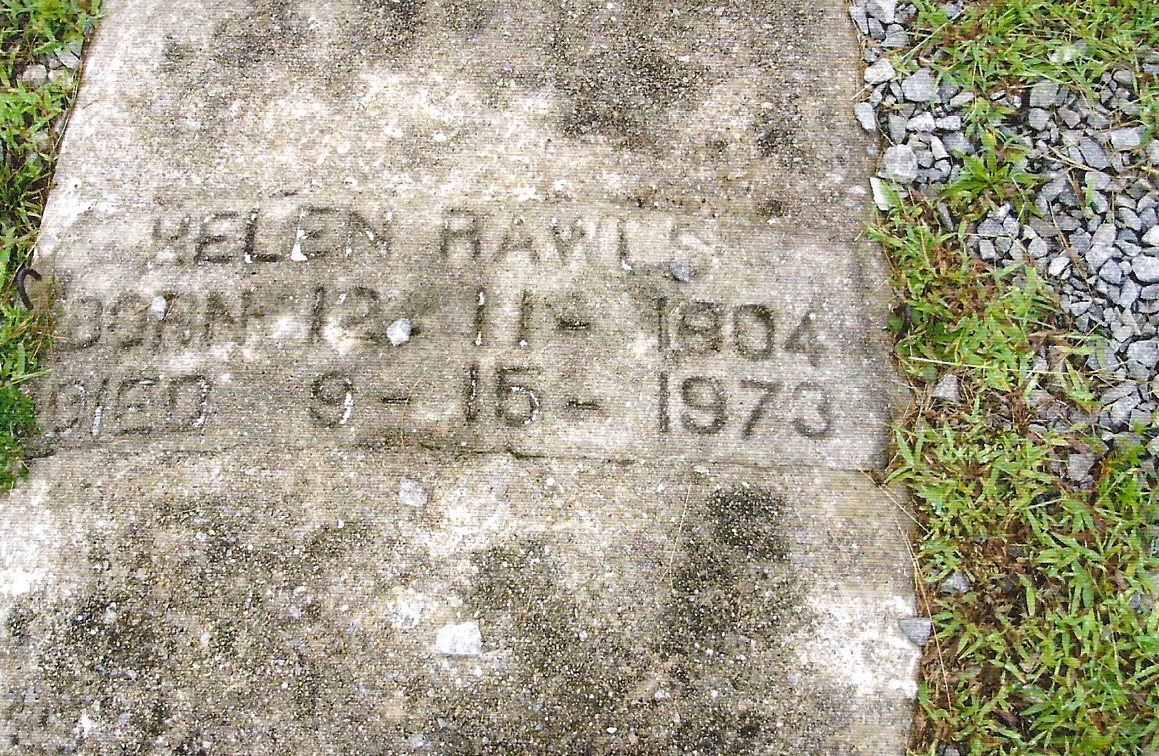 HELEN RAWLS
BORN 12 - 11 - 1904
DIED 9 - 15 - 1973